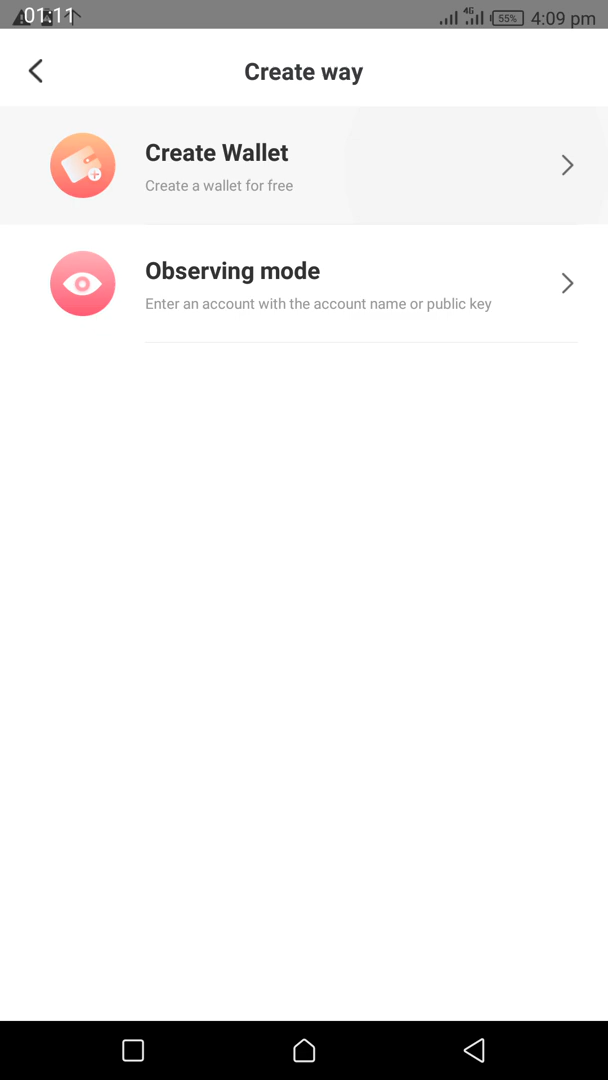 01:11
4G
55%
4:09 pm
Create way
Create Wallet
Create a wallet for free
Observing mode
Enter an account with the account name or public key